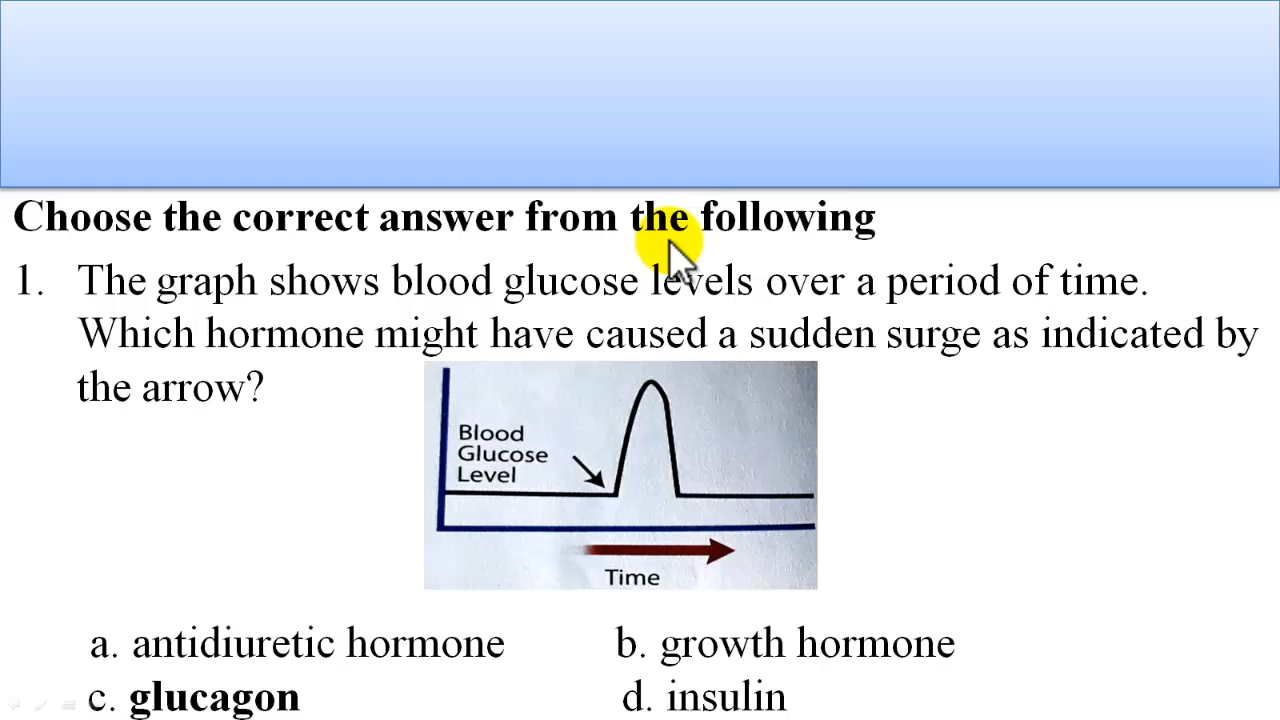 Choose the correct answer from the following
1. The graph shows blood glucose levels over a period of time.
Which hormone might have caused a sudden surge as indicated by
the arrow?
Blood
Glucose
Level
Time
a. antidiuretic hormone b. growth hormone
c. glucagon d. insulin